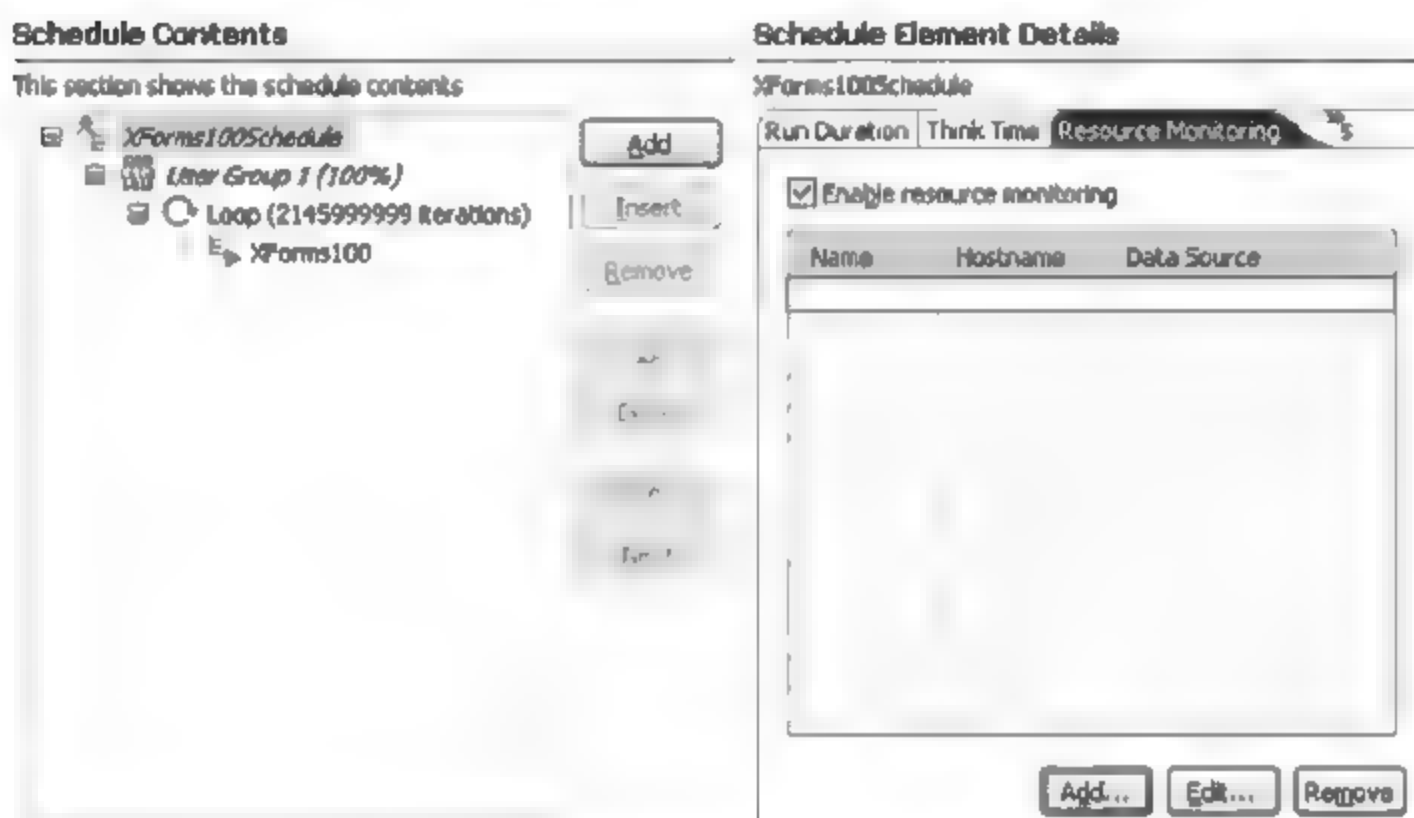 Schedule Contents
This section shows the schedule contents
XForms100Schedule
User Group 1 (100%)
Loop (2145999999 iterations)
XForms100
Add
Insert
Remove
Schedule Element Details
XForms100Schedule
Run Duration Think Time Resource Monitoring »5
Enable resource monitoring
Name Hostname Data Source
Add... Edit... Remove